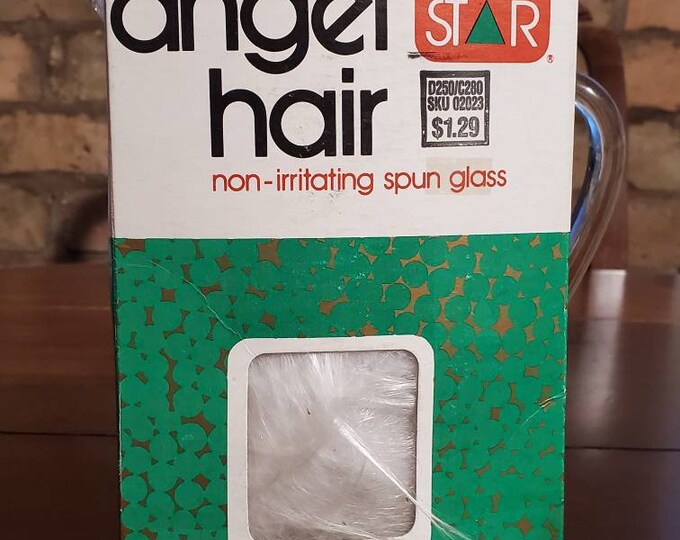 angel
STAR
®
hair
D250/C280
SKU 02023
$1.29
non-irritating spun glass